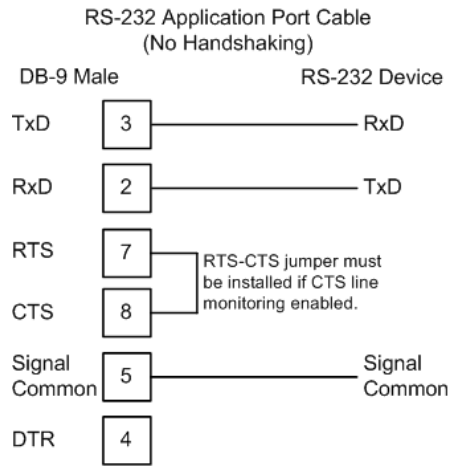 RS-232 Application Port Cable
(No Handshaking)
DB-9 Male
RS-232 Device
TxD
3
RxD
RxD
2
TxD
RTS
7
RTS-CTS jumper must
be installed if CTS line
monitoring enabled.
CTS
8
Signal
Common
5
Signal
Common
DTR
4